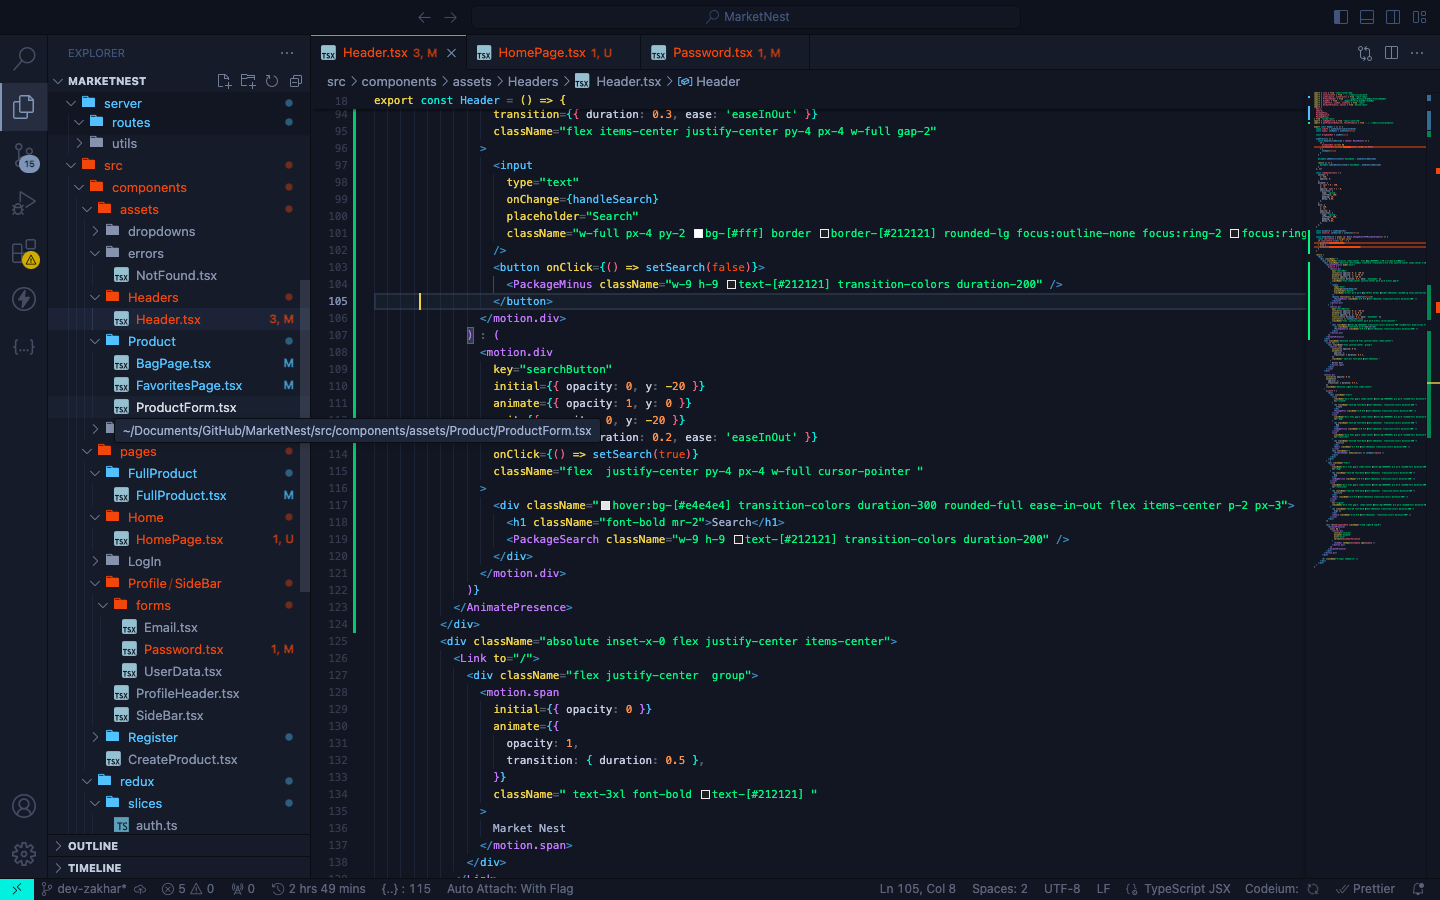 MarketNest
EXPLORER
MARKETNEST
server
routes
utils
src
components
assets
dropdowns
errors
NotFound.tsx
Headers
Header.tsx 3, M
Product
BagPage.tsx M
FavoritesPage.tsx M
ProductForm.tsx
~/Documents/GitHub/MarketNest/src/components/assets/Product/ProductForm.tsx
pages
FullProduct
FullProduct.tsx M
Home
HomePage.tsx 1, U
LogIn
Profile / SideBar
forms
Email.tsx
Password.tsx 1, M
UserData.tsx
ProfileHeader.tsx
SideBar.tsx
Register
CreateProduct.tsx
redux
slices
auth.ts
OUTLINE
TIMELINE
15
Header.tsx 3, M
HomePage.tsx 1, U
Password.tsx 1, M
src > components > assets > Headers > Header.tsx > Header
18 export const Header = () => {
94 transition={{ duration: 0.3, ease: 'easeInOut' }}
95 className="flex items-center justify-center py-4 px-4 w-full gap-2"
96 >
97 <input
98 type="text"
99 onChange={handleSearch}
100 placeholder="Search"
101 className="w-full px-4 py-2 bg-[#fff] border border-[#212121] rounded-lg focus:outline-none focus:ring-2 focus:ring
102 />
103 <button onClick={() => setSearch(false)}>
104 <PackageMinus className="w-9 h-9 text-[#212121] transition-colors duration-200" />
105 </button>
106 </motion.div>
107 ) : (
108 <motion.div
109 key="searchButton"
110 initial={{ opacity: 0, y: -20 }}
111 animate={{ opacity: 1, y: 0 }}
0, y: -20 }}
ration: 0.2, ease: 'easeInOut' }}
114 onClick={() => setSearch(true)}
115 className="flex  justify-center py-4 px-4 w-full cursor-pointer "
116 >
117 <div className="hover:bg-[#e4e4e4] transition-colors duration-300 rounded-full ease-in-out flex items-center p-2 px-3">
118 <h1 className="font-bold mr-2">Search</h1>
119 <PackageSearch className="w-9 h-9 text-[#212121] transition-colors duration-200" />
120 </div>
121 </motion.div>
122 )}
123 </AnimatePresence>
124 </div>
125 <div className="absolute inset-x-0 flex justify-center items-center">
126 <Link to="/">
127 <div className="flex justify-center  group">
128 <motion.span
129 initial={{ opacity: 0 }}
130 animate={{
131 opacity: 1,
132 transition: { duration: 0.5 },
133 }}
134 className=" text-3xl font-bold text-[#212121] "
135 >
136 Market Nest
137 </motion.span>
138 </div>
dev-zakhar* 5 0 0 2 hrs 49 mins {..} : 115 Auto Attach: With Flag Ln 105, Col 8 Spaces: 2 UTF-8 LF TypeScript JSX Codeium: Prettier